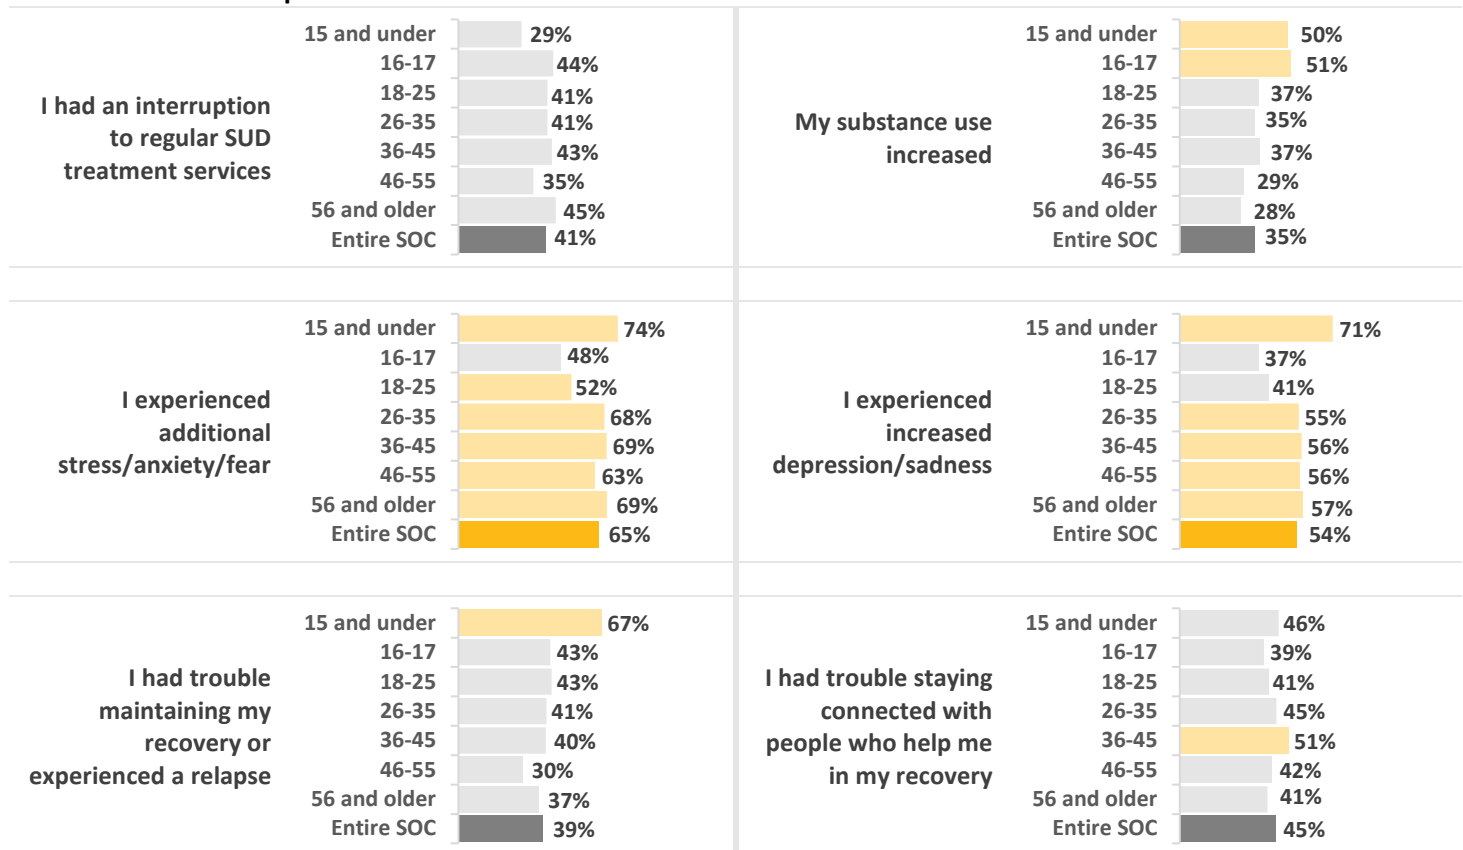 I had an interruption
to regular SUD
treatment services
15 and under 29%
16-17 44%
18-25 41%
26-35 41%
36-45 43%
46-55 35%
56 and older 45%
Entire SOC 41%
My substance use
increased
15 and under 50%
16-17 51%
18-25 37%
26-35 35%
36-45 37%
46-55 29%
56 and older 28%
Entire SOC 35%
I experienced
additional
stress/anxiety/fear
15 and under 74%
16-17 48%
18-25 52%
26-35 68%
36-45 69%
46-55 63%
56 and older 69%
Entire SOC 65%
I experienced
increased
depression/sadness
15 and under 71%
16-17 37%
18-25 41%
26-35 55%
36-45 56%
46-55 56%
56 and older 57%
Entire SOC 54%
I had trouble
maintaining my
recovery or
experienced a relapse
15 and under 67%
16-17 43%
18-25 43%
26-35 41%
36-45 40%
46-55 30%
56 and older 37%
Entire SOC 39%
I had trouble staying
connected with
people who help me
in my recovery
15 and under 46%
16-17 39%
18-25 41%
26-35 45%
36-45 51%
46-55 42%
56 and older 41%
Entire SOC 45%